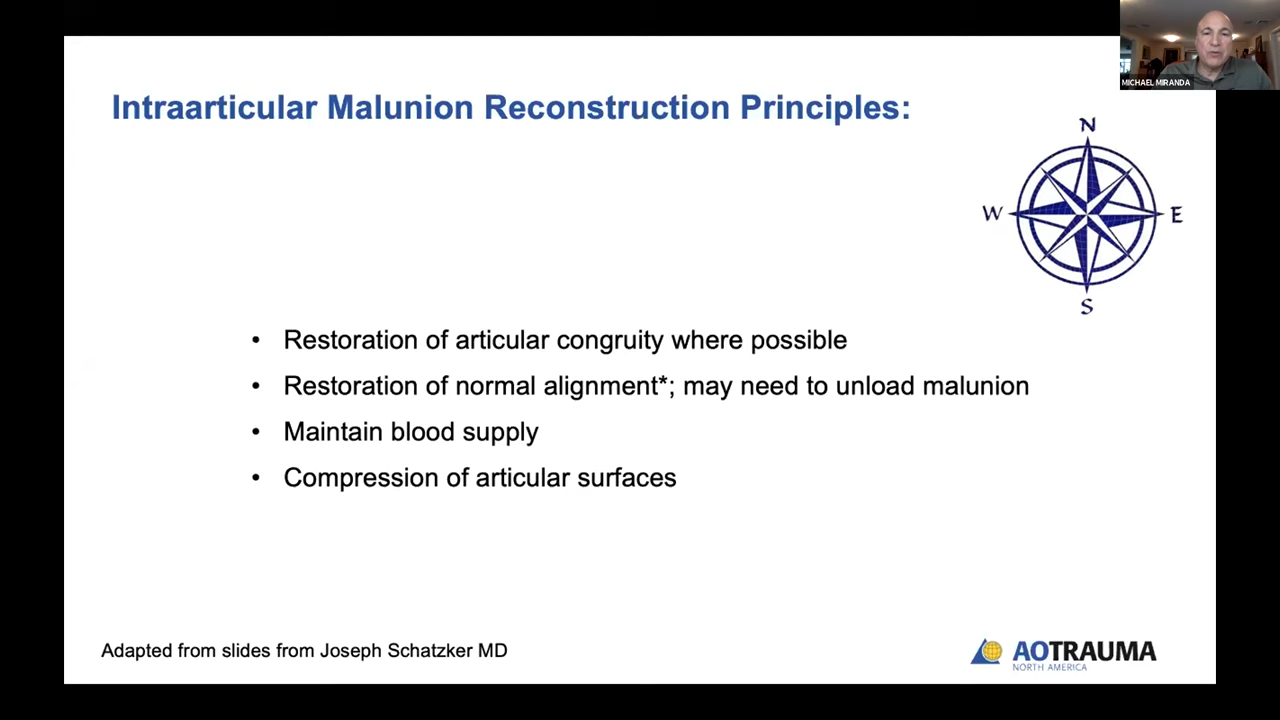 MICHAEL MIRANDA
Intraarticular Malunion Reconstruction Principles:
N
W
E
S
• Restoration of articular congruity where possible
• Restoration of normal alignment*; may need to unload malunion
• Maintain blood supply
• Compression of articular surfaces
Adapted from slides from Joseph Schatzker MD
AOTRAUMA
NORTH AMERICA